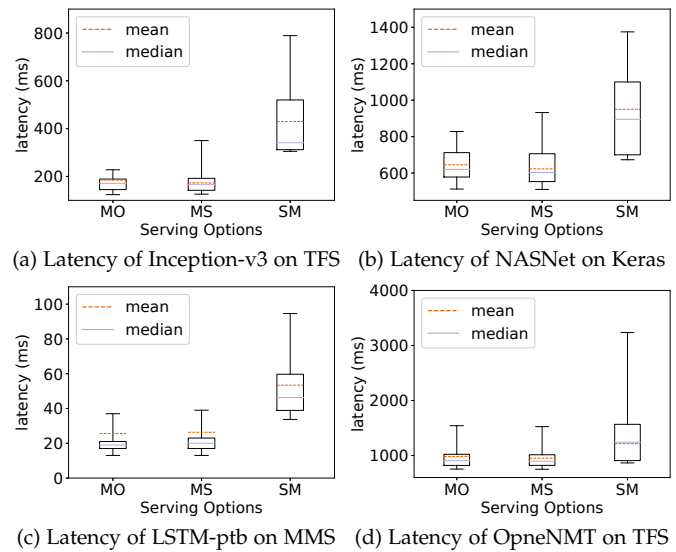 mean
median
latency (ms)
800
600
400
200
MO MS SM
Serving Options
(a) Latency of Inception-v3 on TFS
mean
median
latency (ms)
1400
1200
1000
800
600
MO MS SM
Serving Options
(b) Latency of NASNet on Keras
mean
median
latency (ms)
100
80
60
40
20
0
MO MS SM
Serving Options
(c) Latency of LSTM-ptb on MMS
mean
median
latency (ms)
4000
3000
2000
1000
MO MS SM
Serving Options
(d) Latency of OpneNMT on TFS